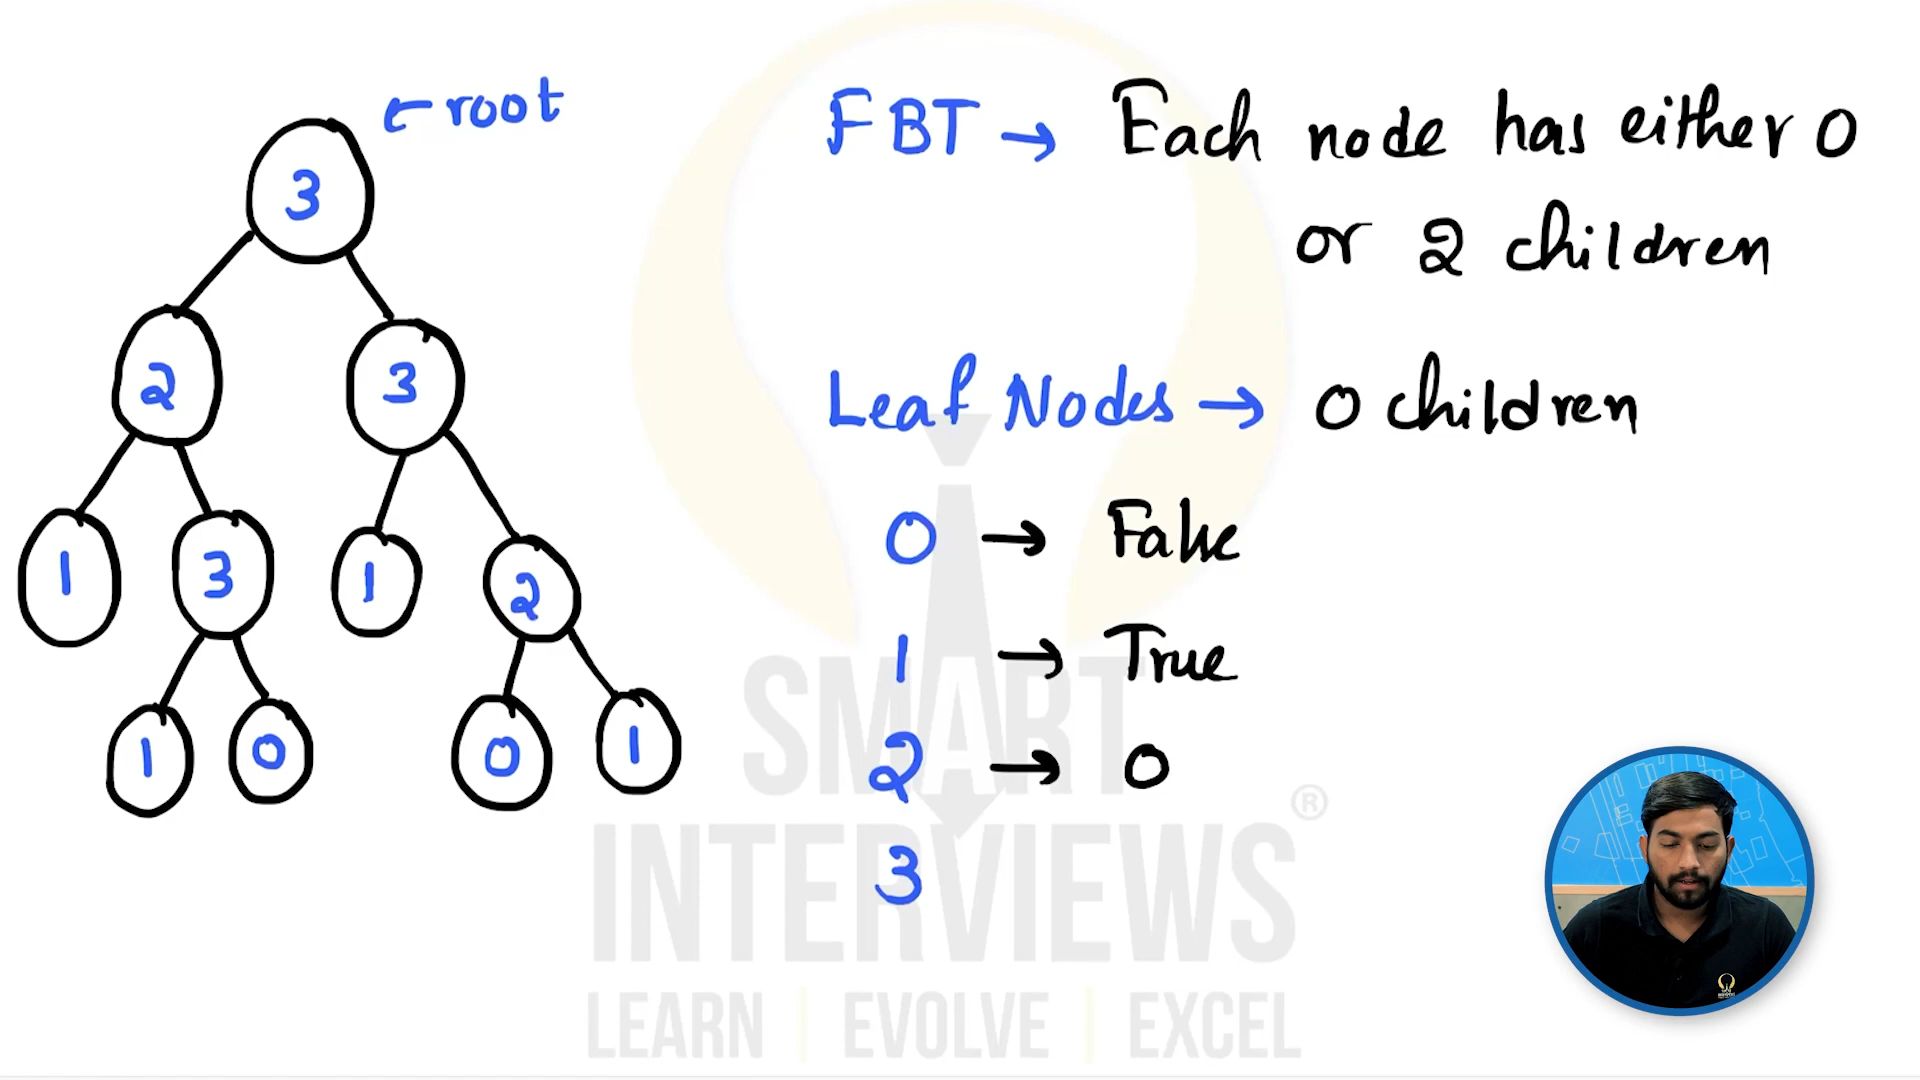 ← root
3
2 3
1 3 1 2
1 0 0 1
FBT → Each node has either 0
or 2 children
Leaf Nodes → 0 children
0 → False
1 → True
2 → 0
3
SMART
INTERVIEWS®
LEARN | EVOLVE | EXCEL